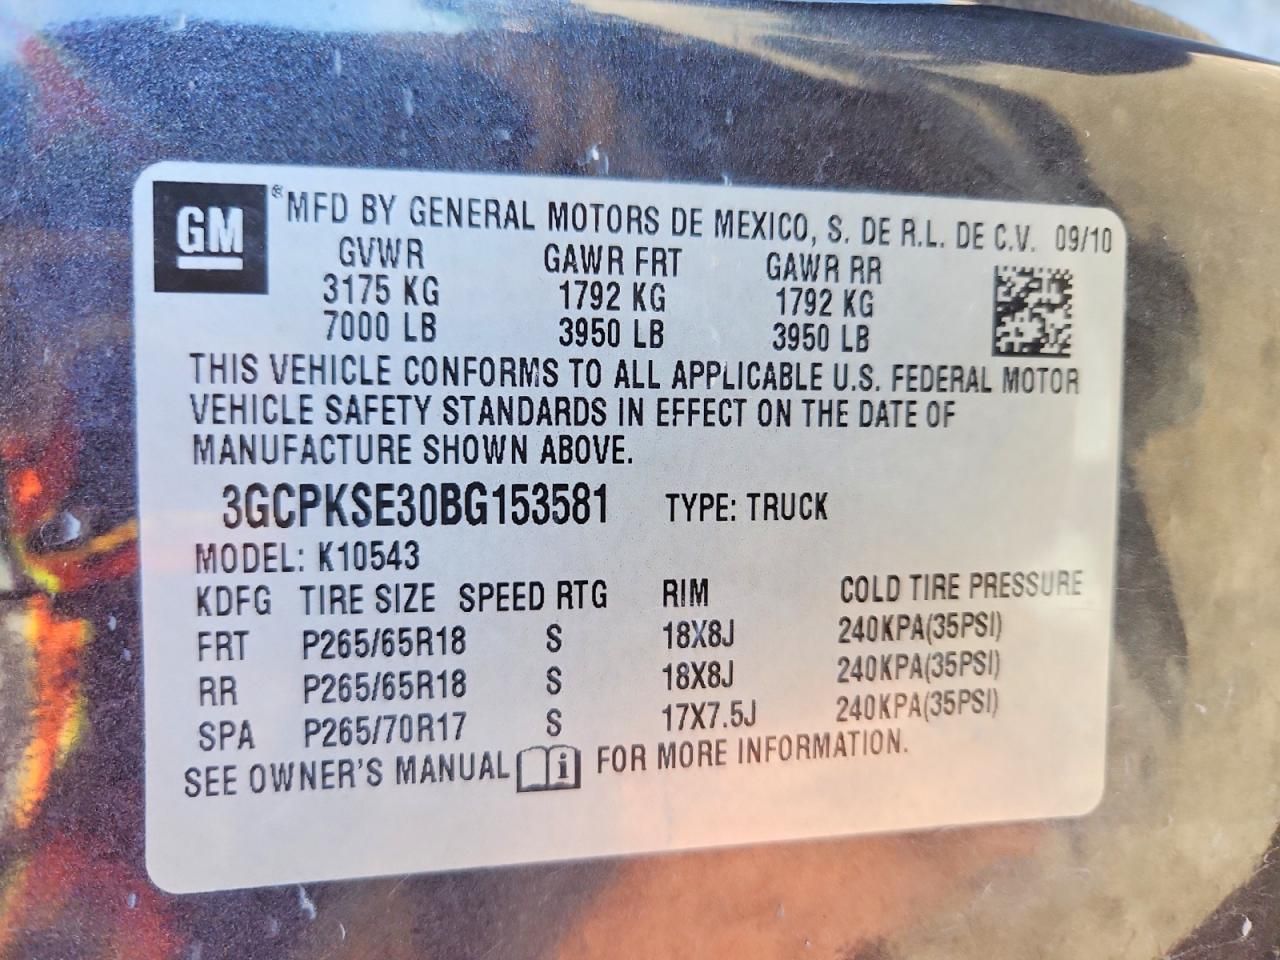 GM ® MFD BY GENERAL MOTORS DE MEXICO, S. DE R.L. DE C.V. 09/10
GVWR GAWR FRT GAWR RR
3175 KG 1792 KG 1792 KG
7000 LB 3950 LB 3950 LB
THIS VEHICLE CONFORMS TO ALL APPLICABLE U.S. FEDERAL MOTOR
VEHICLE SAFETY STANDARDS IN EFFECT ON THE DATE OF
MANUFACTURE SHOWN ABOVE.
3GCPKSE30BG153581 TYPE: TRUCK
MODEL: K10543
KDFG TIRE SIZE SPEED RTG RIM COLD TIRE PRESSURE
FRT P265/65R18 S 18X8J 240KPA(35PSI)
RR P265/65R18 S 18X8J 240KPA(35PSI)
SPA P265/70R17 S 17X7.5J 240KPA(35PSI)
SEE OWNER'S MANUAL i FOR MORE INFORMATION.